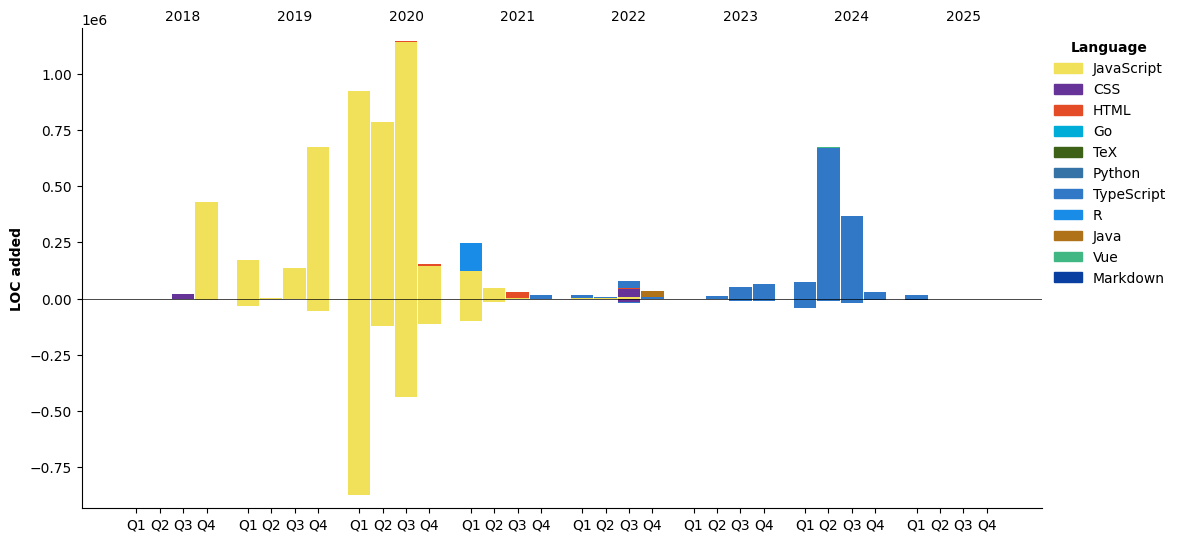 1e6
2018 2019 2020 2021 2022 2023 2024 2025
LOC added
1.00
0.75
0.50
0.25
0.00
−0.25
−0.50
−0.75
Q1 Q2 Q3 Q4 Q1 Q2 Q3 Q4 Q1 Q2 Q3 Q4 Q1 Q2 Q3 Q4 Q1 Q2 Q3 Q4 Q1 Q2 Q3 Q4 Q1 Q2 Q3 Q4 Q1 Q2 Q3 Q4
Language
JavaScript
CSS
HTML
Go
TeX
Python
TypeScript
R
Java
Vue
Markdown